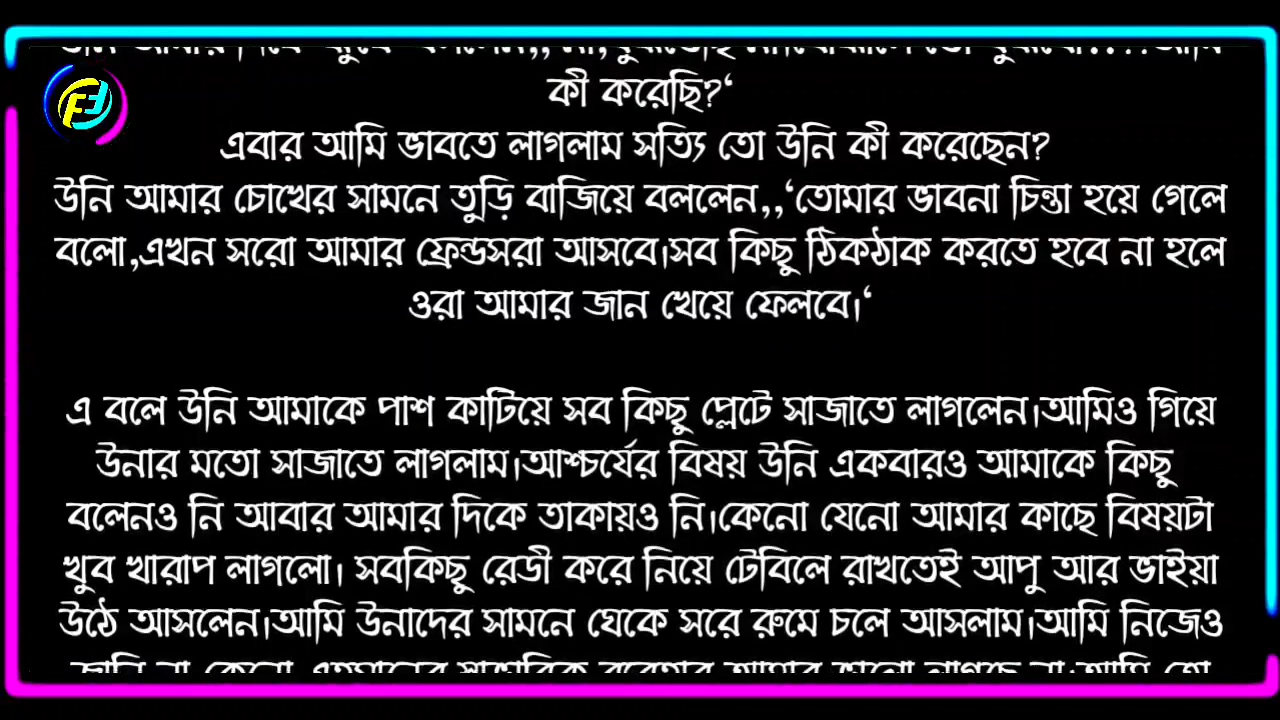 কী করেছি?‘
এবার আমি ভাবতে লাগলাম সত্যি তো উনি কী করেছেন?
উনি আমার চোখের সামনে তুড়ি বাজিয়ে বললেন,,‘তোমার ভাবনা চিন্তা হয়ে গেলে
বলো,এখন সরো আমার ফ্রেন্ডসরা আসবে।সব কিছু ঠিকঠাক করতে হবে না হলে
ওরা আমার জান খেয়ে ফেলবে।‘
এ বলে উনি আমাকে পাশ কাটিয়ে সব কিছু প্লেটে সাজাতে লাগলেন।আমিও গিয়ে
উনার মতো সাজাতে লাগলাম।আশ্চর্যের বিষয় উনি একবারও আমাকে কিছু
বলেনও নি আবার আমার দিকে তাকায়ও নি।কেনো যেনো আমার কাছে বিষয়টা
খুব খারাপ লাগলো। সবকিছু রেডী করে নিয়ে টেবিলে রাখতেই আপু আর ভাইয়া
উঠে আসলেন।আমি উনাদের সামনে থেকে সরে রুমে চলে আসলাম।আমি নিজেও